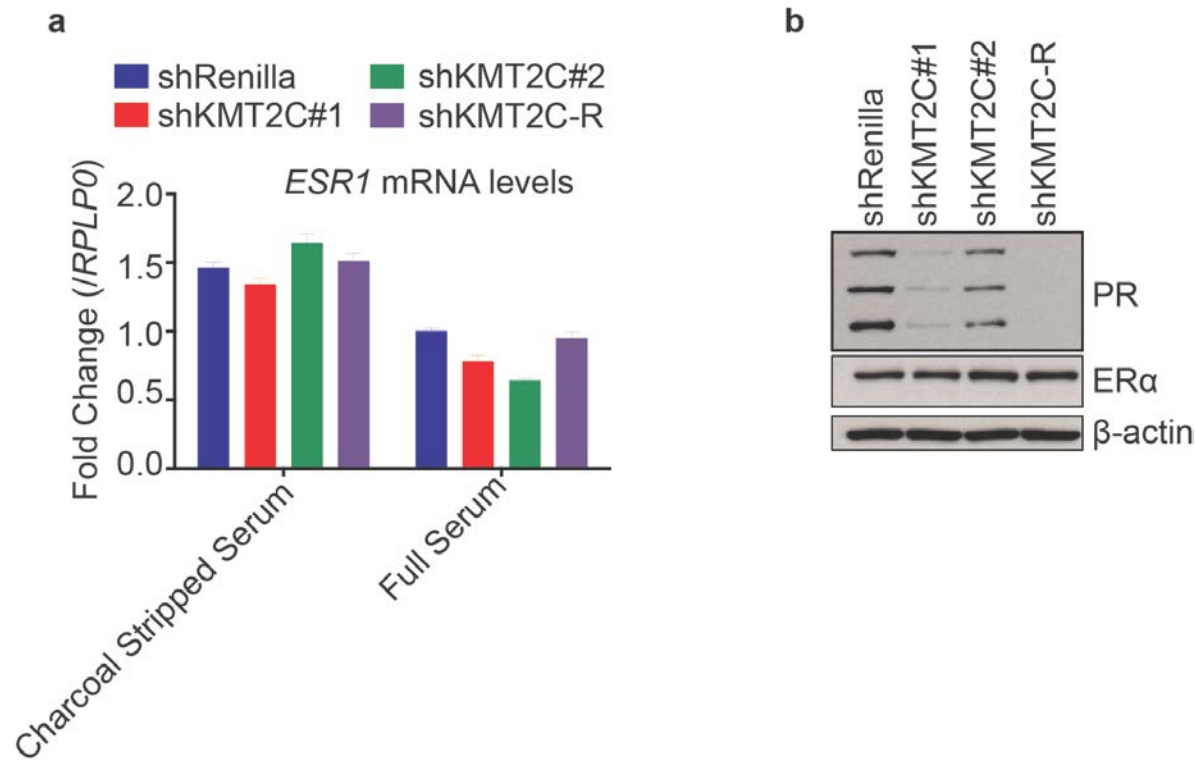 a
shRenilla
shKMT2C#2
shKMT2C#1
shKMT2C-R
ESR1 mRNA levels
Fold Change (/RPLP0)
2.0
1.5
1.0
0.5
0.0
Charcoal Stripped Serum
Full Serum
b
shRenilla
shKMT2C#1
shKMT2C#2
shKMT2C-R
PR
ERα
β-actin